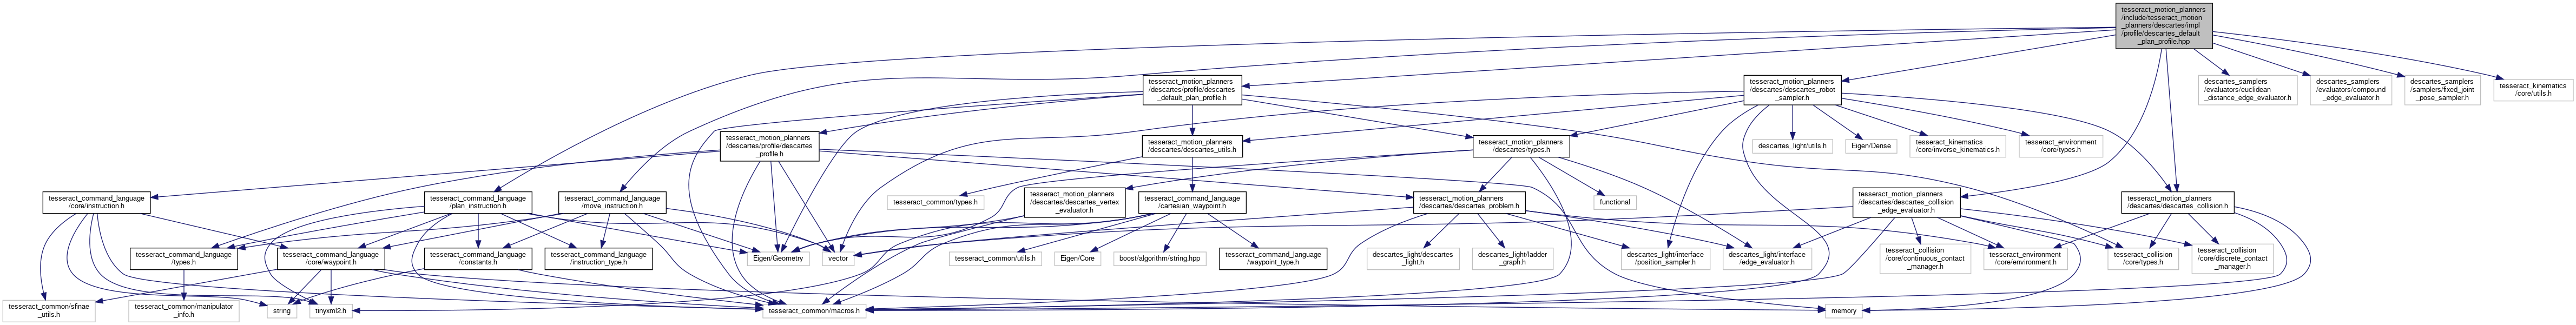 tesseract_motion_planners
/include/tesseract_motion
_planners/descartes/impl
/profile/descartes_default
_plan_profile.hpp
tesseract_motion_planners
/descartes/profile/descartes
_default_plan_profile.h
tesseract_motion_planners
/descartes/descartes_robot
_sampler.h
descartes_samplers
/evaluators/euclidean
_distance_edge_evaluator.h
descartes_samplers
/evaluators/compound
_edge_evaluator.h
descartes_samplers
/samplers/fixed_joint
_pose_sampler.h
tesseract_kinematics
/core/utils.h
tesseract_motion_planners
/descartes/profile/descartes
_profile.h
tesseract_motion_planners
/descartes/descartes_utils.h
tesseract_motion_planners
/descartes/types.h
descartes_light/utils.h
Eigen/Dense
tesseract_kinematics
/core/inverse_kinematics.h
tesseract_environment
/core/types.h
tesseract_command_language
/core/instruction.h
tesseract_command_language
/plan_instruction.h
tesseract_command_language
/move_instruction.h
tesseract_common/types.h
tesseract_motion_planners
/descartes/descartes_vertex
_evaluator.h
tesseract_command_language
/cartesian_waypoint.h
tesseract_motion_planners
/descartes/descartes_problem.h
functional
tesseract_motion_planners
/descartes/descartes_collision
_edge_evaluator.h
tesseract_motion_planners
/descartes/descartes_collision.h
tesseract_command_language
/types.h
tesseract_command_language
/core/waypoint.h
tesseract_command_language
/constants.h
tesseract_command_language
/instruction_type.h
Eigen/Geometry
vector
tesseract_common/utils.h
Eigen/Core
boost/algorithm/string.hpp
tesseract_command_language
/waypoint_type.h
descartes_light/descartes
_light.h
descartes_light/ladder
_graph.h
descartes_light/interface
/position_sampler.h
descartes_light/interface
/edge_evaluator.h
tesseract_collision
/core/continuous_contact
_manager.h
tesseract_environment
/core/environment.h
tesseract_collision
/core/types.h
tesseract_collision
/core/discrete_contact
_manager.h
tesseract_common/sfinae
_utils.h
tesseract_common/manipulator
_info.h
string
tinyxml2.h
tesseract_common/macros.h
memory